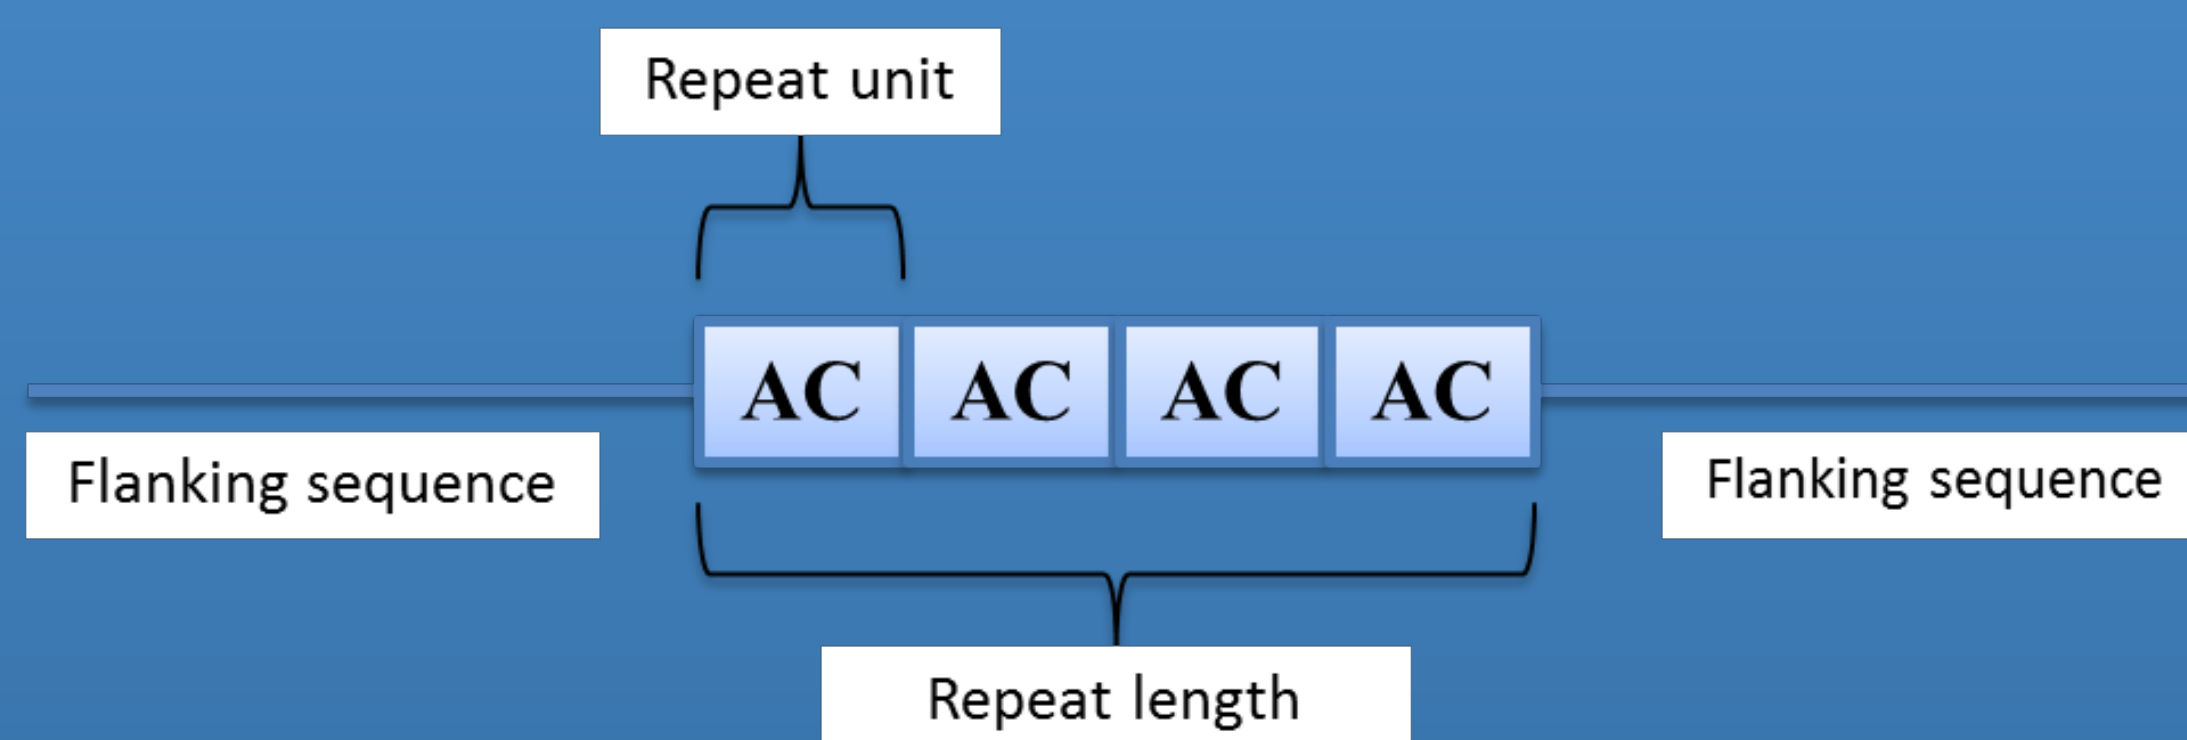 Repeat unit
AC AC AC AC
Flanking sequence
Flanking sequence
Repeat length